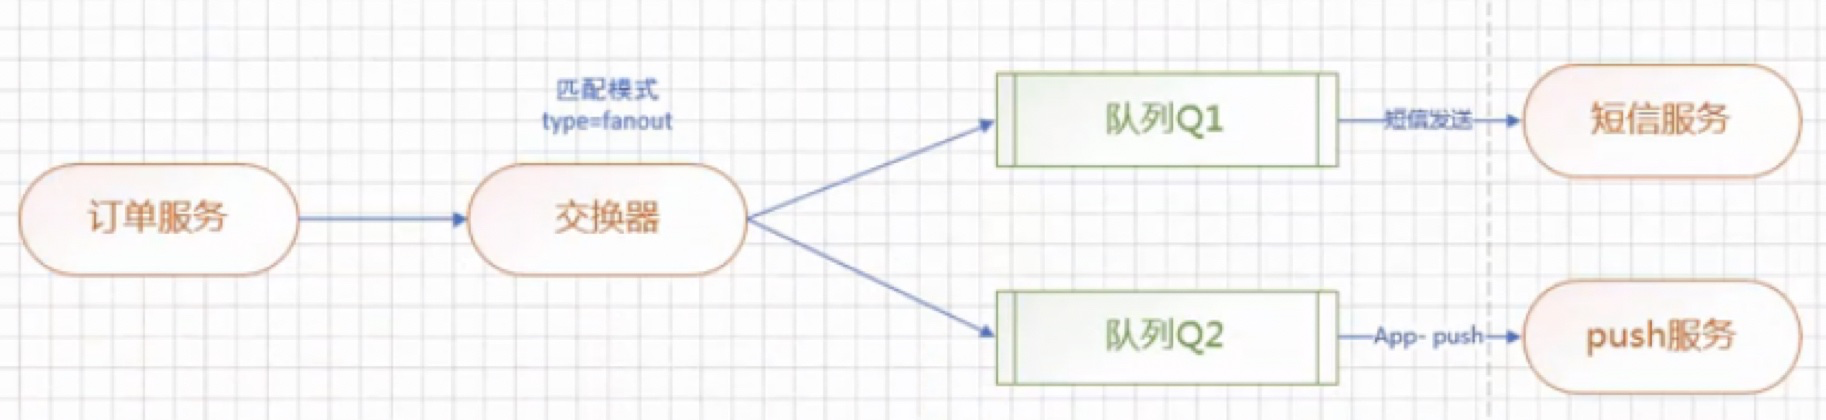 匹配模式
type=fanout
订单服务
交换器
队列Q1
短信发送
短信服务
队列Q2
App- push
push服务